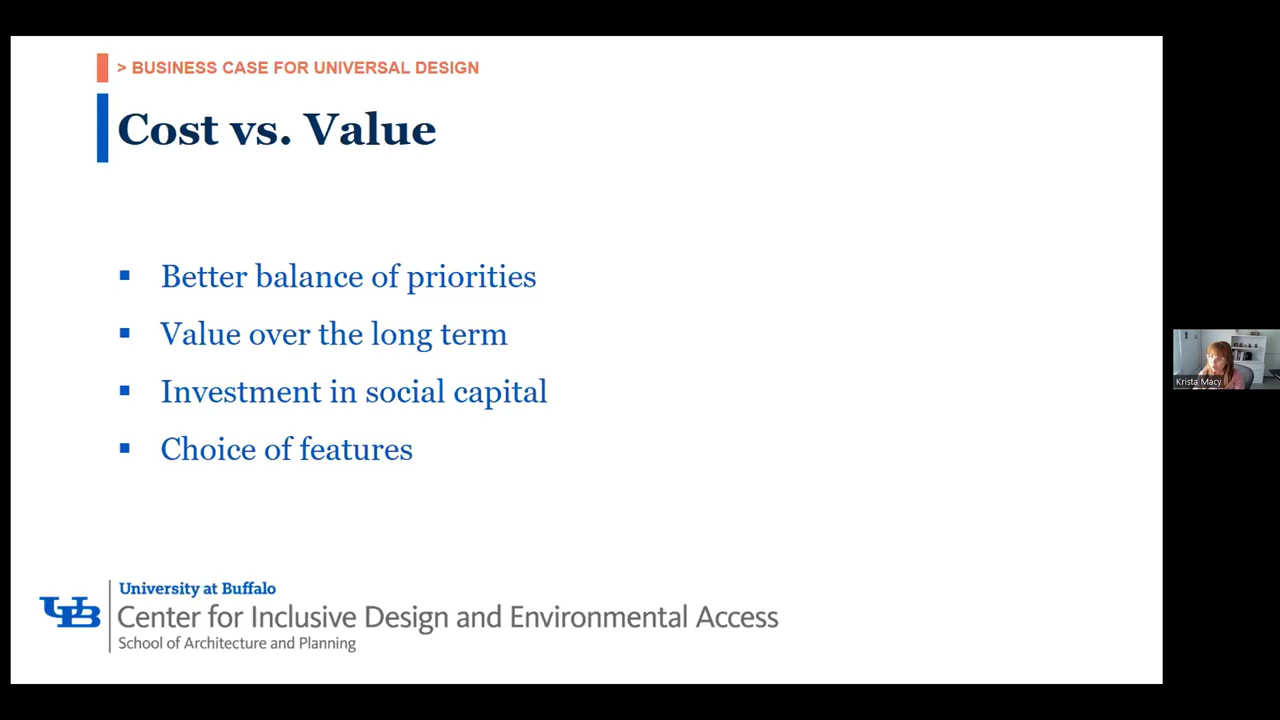 > BUSINESS CASE FOR UNIVERSAL DESIGN
Cost vs. Value
▪ Better balance of priorities
▪ Value over the long term
▪ Investment in social capital
▪ Choice of features
Krista Macy
UB
University at Buffalo
Center for Inclusive Design and Environmental Access
School of Architecture and Planning